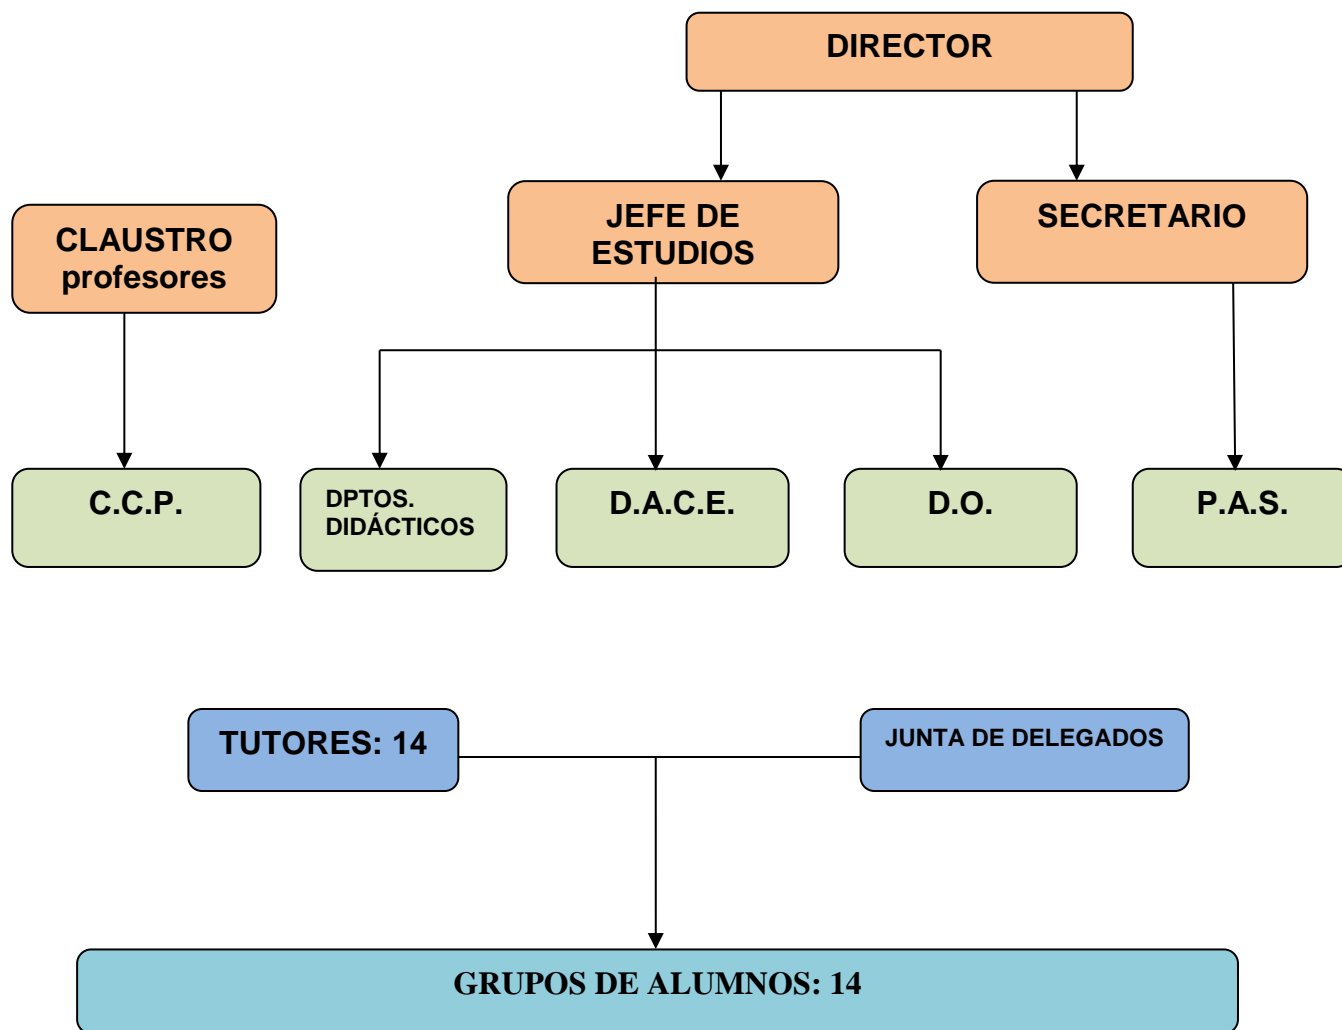 DIRECTOR
JEFE DE
ESTUDIOS
SECRETARIO
CLAUSTRO
profesores
C.C.P.
DPTOS.
DIDÁCTICOS
D.A.C.E.
D.O.
P.A.S.
TUTORES: 14
JUNTA DE DELEGADOS
GRUPOS DE ALUMNOS: 14